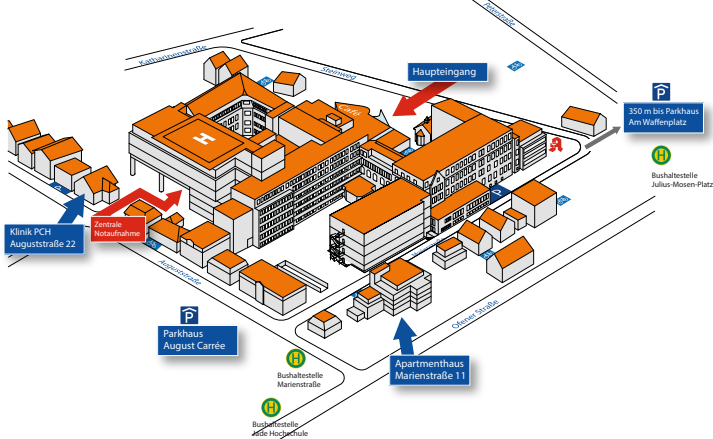 Peterstraße
Katharinenstraße
Steinweg
Haupteingang
Café
H
P
350 m bis Parkhaus
Am Waffenplatz
H
Bushaltestelle
Julius-Mosen-Platz
P
P
Klinik PCH
Auguststraße 22
Zentrale
Notaufnahme
Auguststraße
Ofener Straße
P
Parkhaus
August Carrée
H
Bushaltestelle
Marienstraße
Apartmenthaus
Marienstraße 11
H
Bushaltestelle
Jade Hochschule